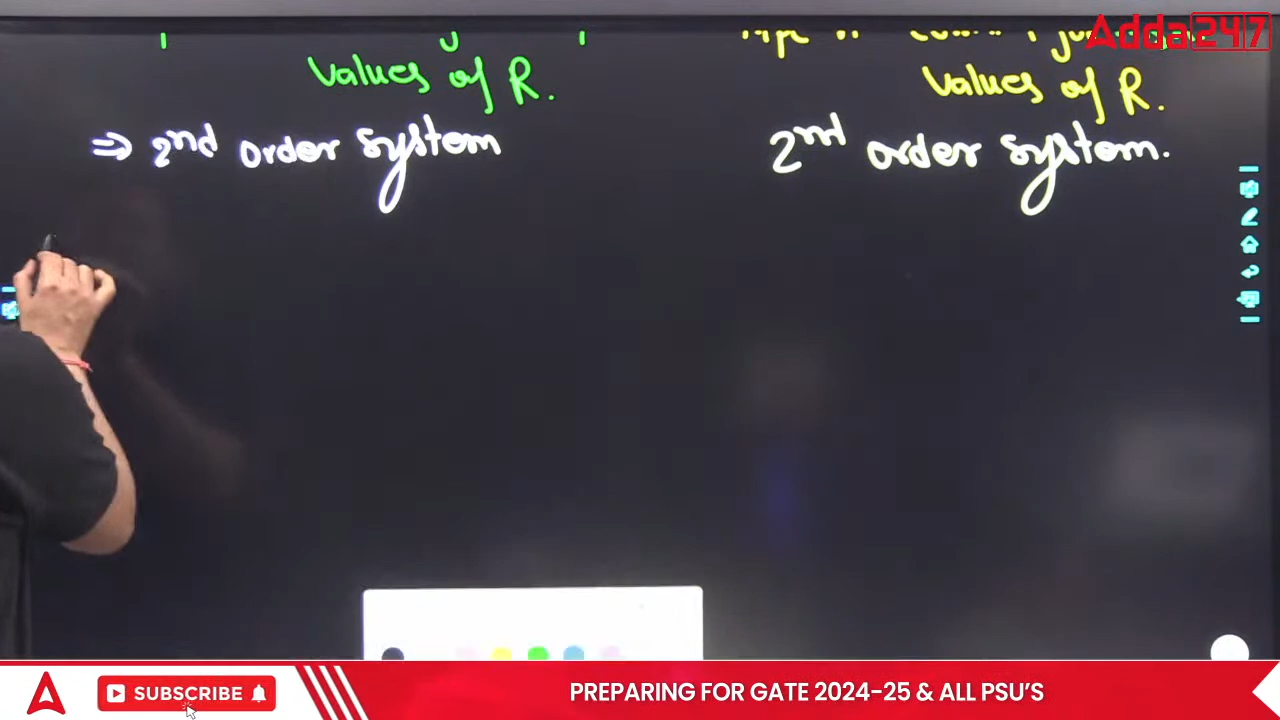 Adda247
values of R.
values of R.
⇒ 2nd order system
2nd order system.
SUBSCRIBE
PREPARING FOR GATE 2024-25 & ALL PSU'S